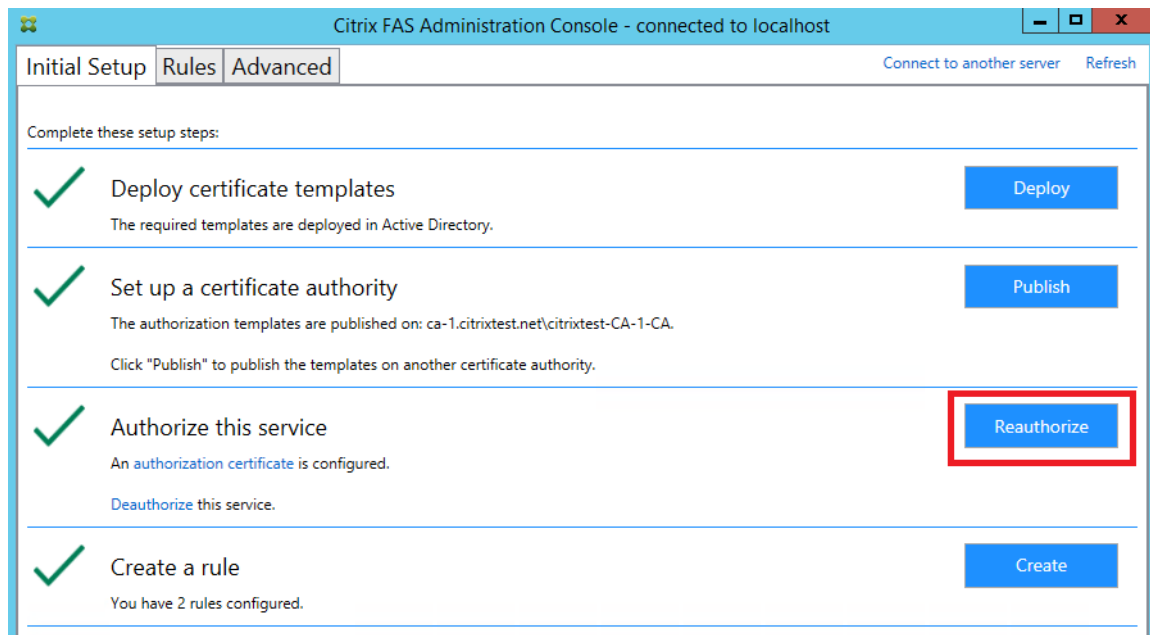 Citrix FAS Administration Console - connected to localhost
Initial Setup Rules Advanced Connect to another server Refresh
Complete these setup steps:
Deploy certificate templates Deploy
The required templates are deployed in Active Directory.
Set up a certificate authority Publish
The authorization templates are published on: ca-1.citrixtest.net\citrixtest-CA-1-CA.
Click "Publish" to publish the templates on another certificate authority.
Authorize this service Reauthorize
An authorization certificate is configured.
Deauthorize this service.
Create a rule Create
You have 2 rules configured.